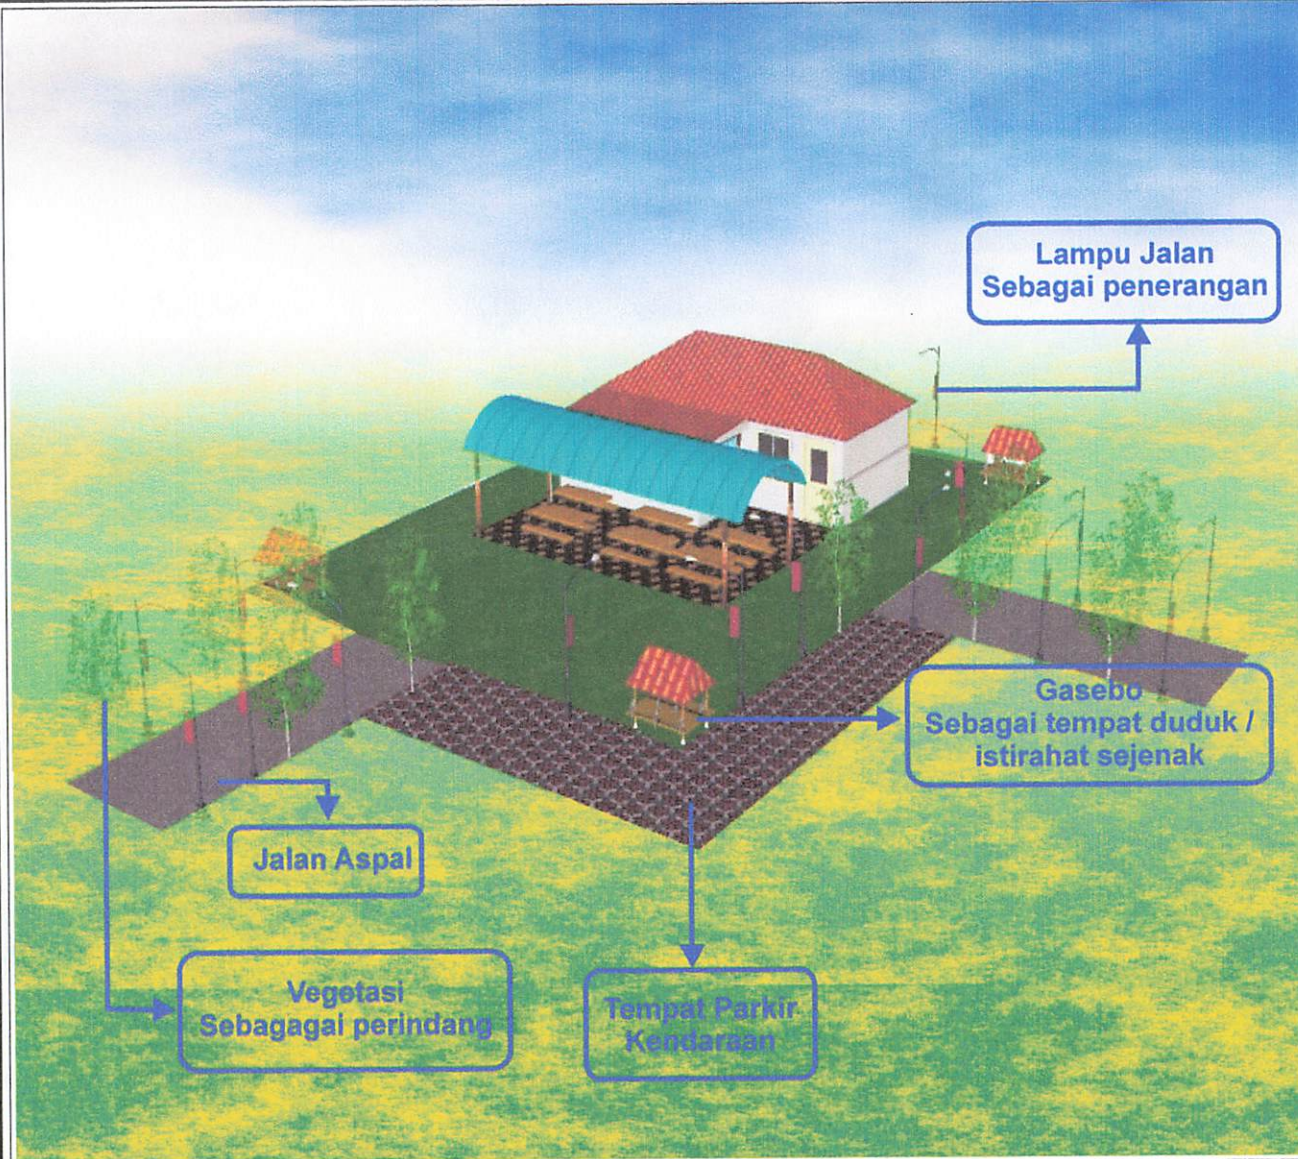 Lampu Jalan
Sebagai penerangan
Gasebo
Sebagai tempat duduk /
istirahat sejenak
Jalan Aspal
Vegetasi
Sebagagai perindang
Tempat Parkir
Kendaraan